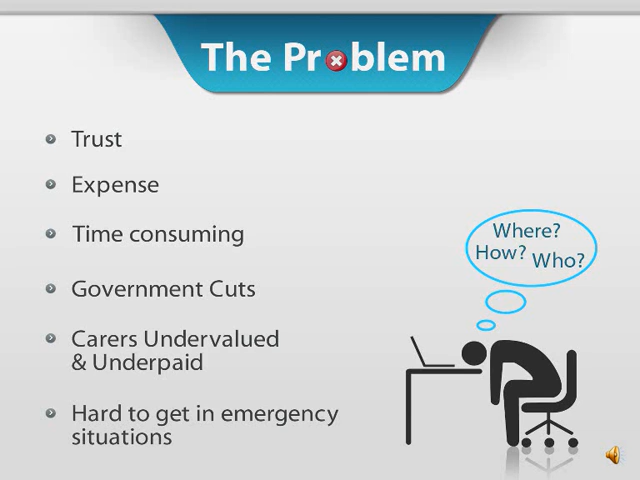 The Problem
Trust
Expense
Time consuming
Government Cuts
Carers Undervalued
& Underpaid
Hard to get in emergency
situations
Where?
How? Who?